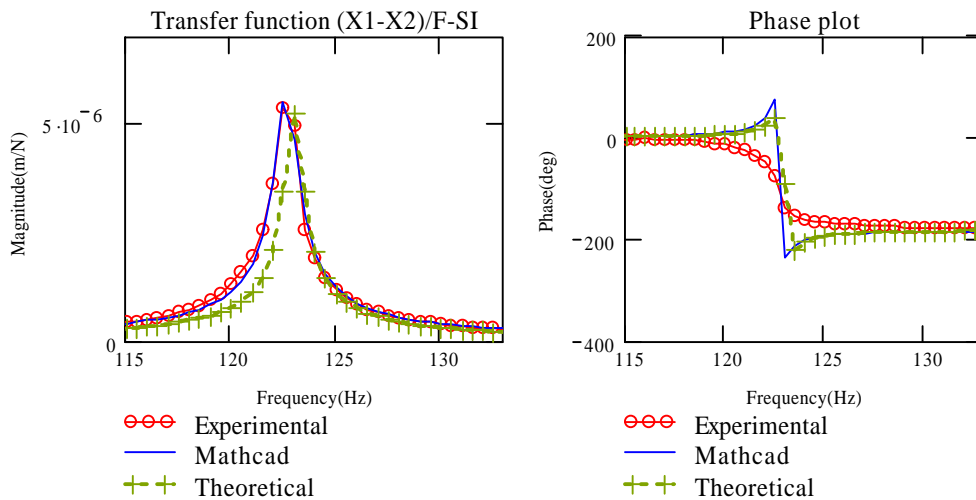 Transfer function (X1-X2)/F-SI
Magnitude(m/N)
5·10⁻⁶
0
115 120 125 130
Frequency(Hz)
Experimental
Mathcad
Theoretical
Phase plot
Phase(deg)
200
0
−200
−400
115 120 125 130
Frequency(Hz)
Experimental
Mathcad
Theoretical